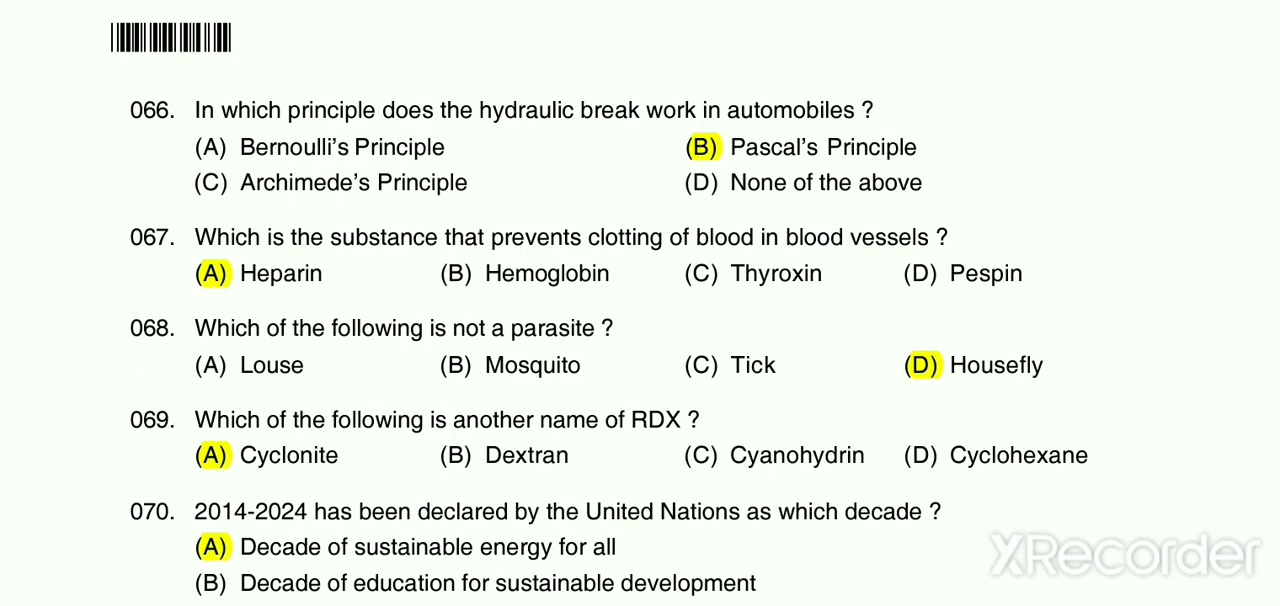 066. In which principle does the hydraulic break work in automobiles ?
(A) Bernoulli's Principle (B) Pascal's Principle
(C) Archimede's Principle (D) None of the above
067. Which is the substance that prevents clotting of blood in blood vessels ?
(A) Heparin (B) Hemoglobin (C) Thyroxin (D) Pespin
068. Which of the following is not a parasite ?
(A) Louse (B) Mosquito (C) Tick (D) Housefly
069. Which of the following is another name of RDX ?
(A) Cyclonite (B) Dextran (C) Cyanohydrin (D) Cyclohexane
070. 2014-2024 has been declared by the United Nations as which decade ?
(A) Decade of sustainable energy for all
(B) Decade of education for sustainable development
XRecorder